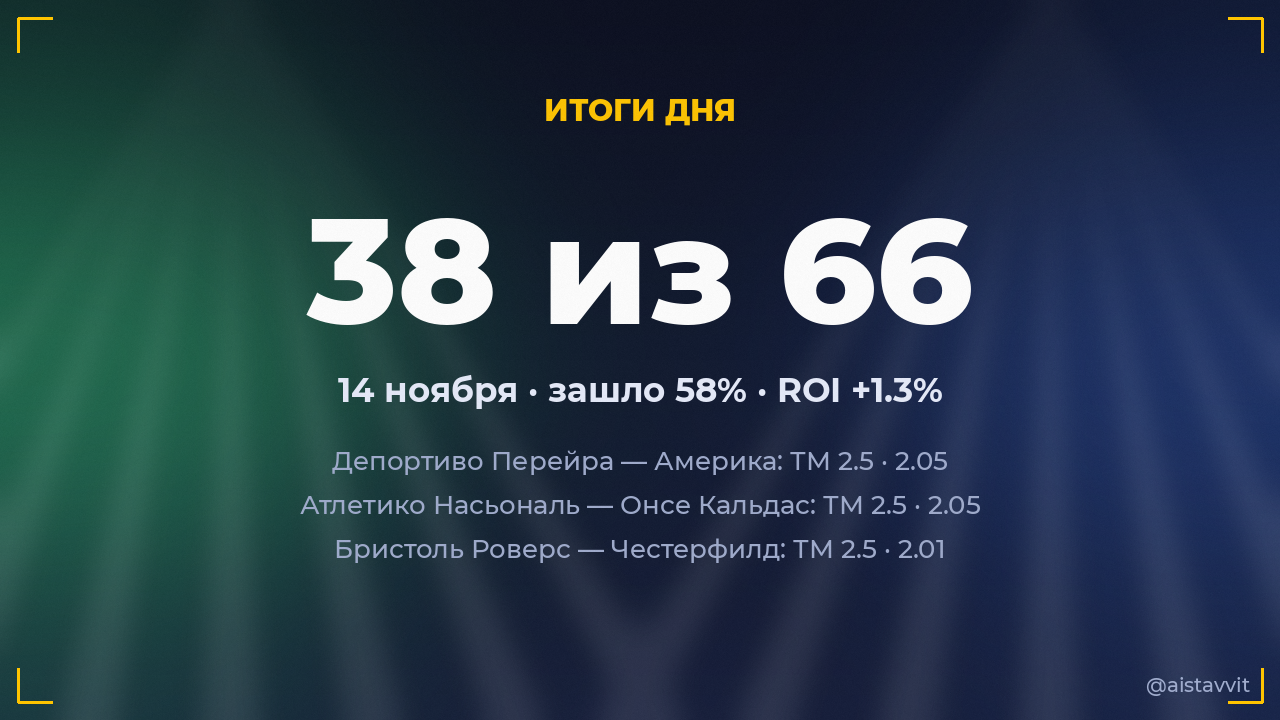 ИТОГИ ДНЯ
38 из 66
14 ноября · зашло 58% · ROI +1.3%
Депортиво Перейра — Америка: ТМ 2.5 · 2.05
Атлетико Насьональ — Онсе Кальдас: ТМ 2.5 · 2.05
Бристоль Роверс — Честерфилд: ТМ 2.5 · 2.01
@aistavvit